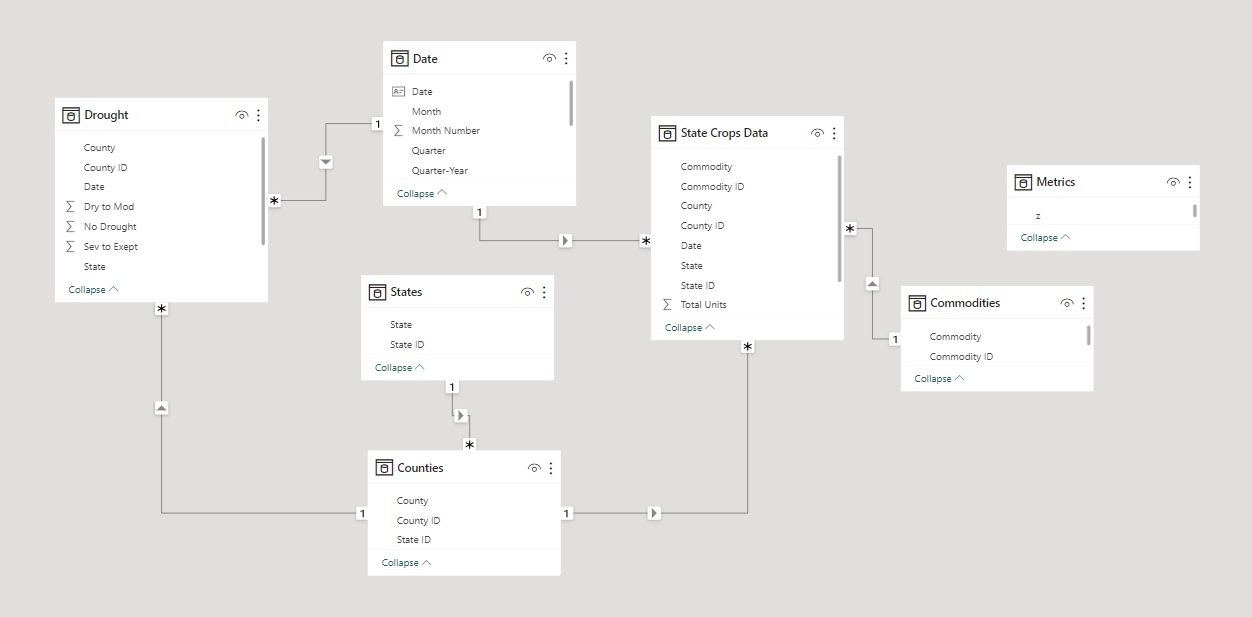 Drought
County
County ID
Date
Dry to Mod
No Drought
Sev to Exept
State
Collapse
*
*
1
Date
Date
Month
Month Number
Quarter
Quarter-Year
Collapse
1
*
States
State
State ID
Collapse
1
*
Counties
County
County ID
State ID
Collapse
1
1
State Crops Data
Commodity
Commodity ID
County
County ID
Date
State
State ID
Total Units
Collapse
*
*
1
Commodities
Commodity
Commodity ID
Collapse
Metrics
z
Collapse